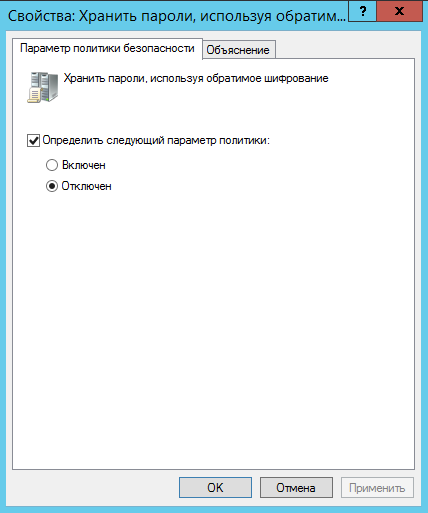 Свойства: Хранить пароли, используя обратим... ? x
Параметр политики безопасности Объяснение
Хранить пароли, используя обратимое шифрование
Определить следующий параметр политики:
Включен
Отключен
OK Отмена Применить